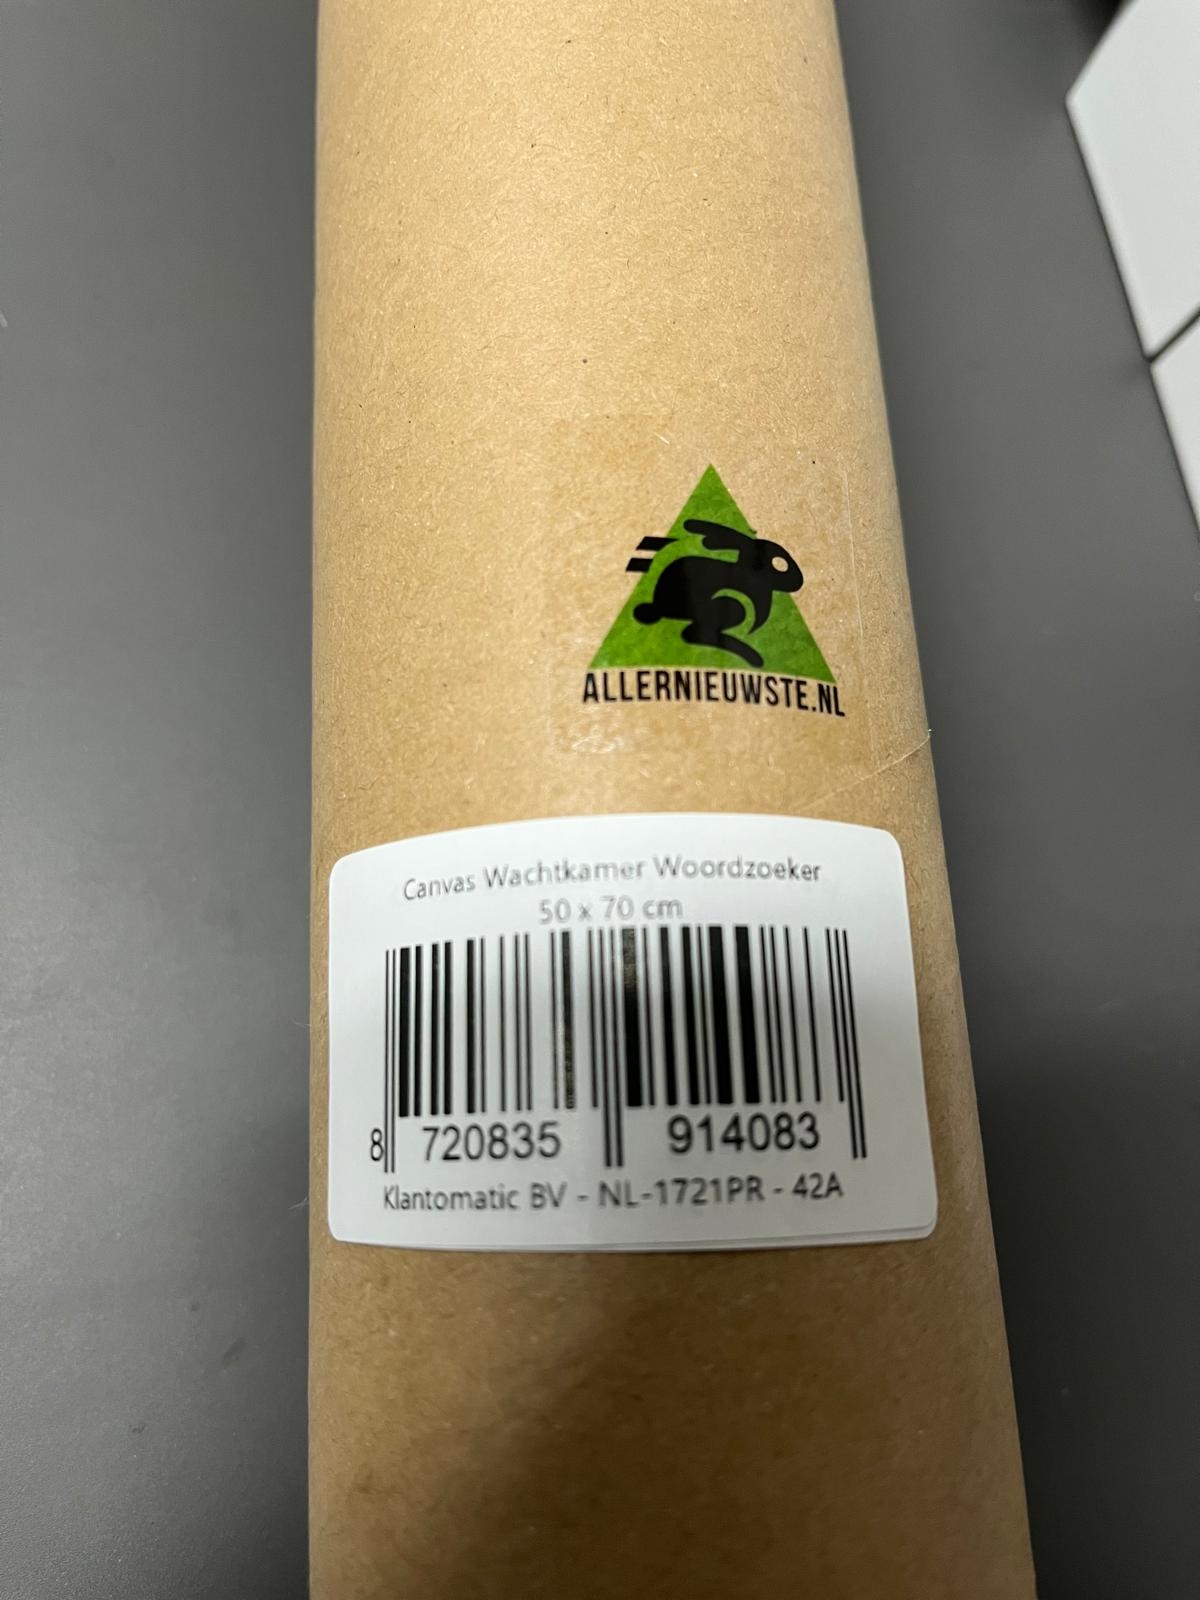 ALLERNIEUWSTE.NL
Canvas Wachtkamer Woordzoeker
50 x 70 cm
8 720835 914083
Klantomatic BV - NL-1721PR - 42A